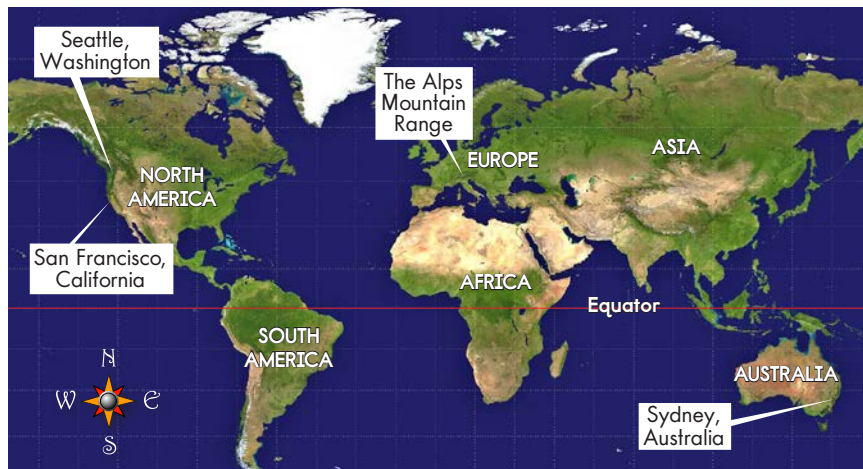 Seattle,
Washington
The Alps
Mountain
Range
EUROPE
ASIA
NORTH
AMERICA
San Francisco,
California
AFRICA
Equator
SOUTH
AMERICA
AUSTRALIA
Sydney,
Australia
N
W
E
S